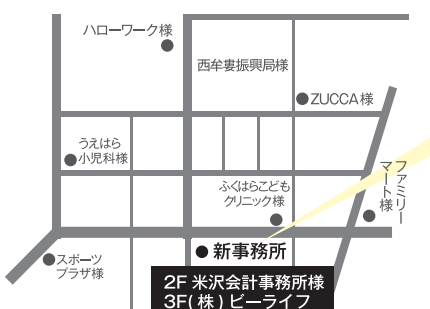 ハローワーク様
西牟婁振興局様
ZUCCA様
うえはら
小児科様
ファミリー
マート様
ふくはらこども
クリニック様
新事務所
スポーツ
プラザ様
2F 米沢会計事務所様
3F(株)ビーライフ